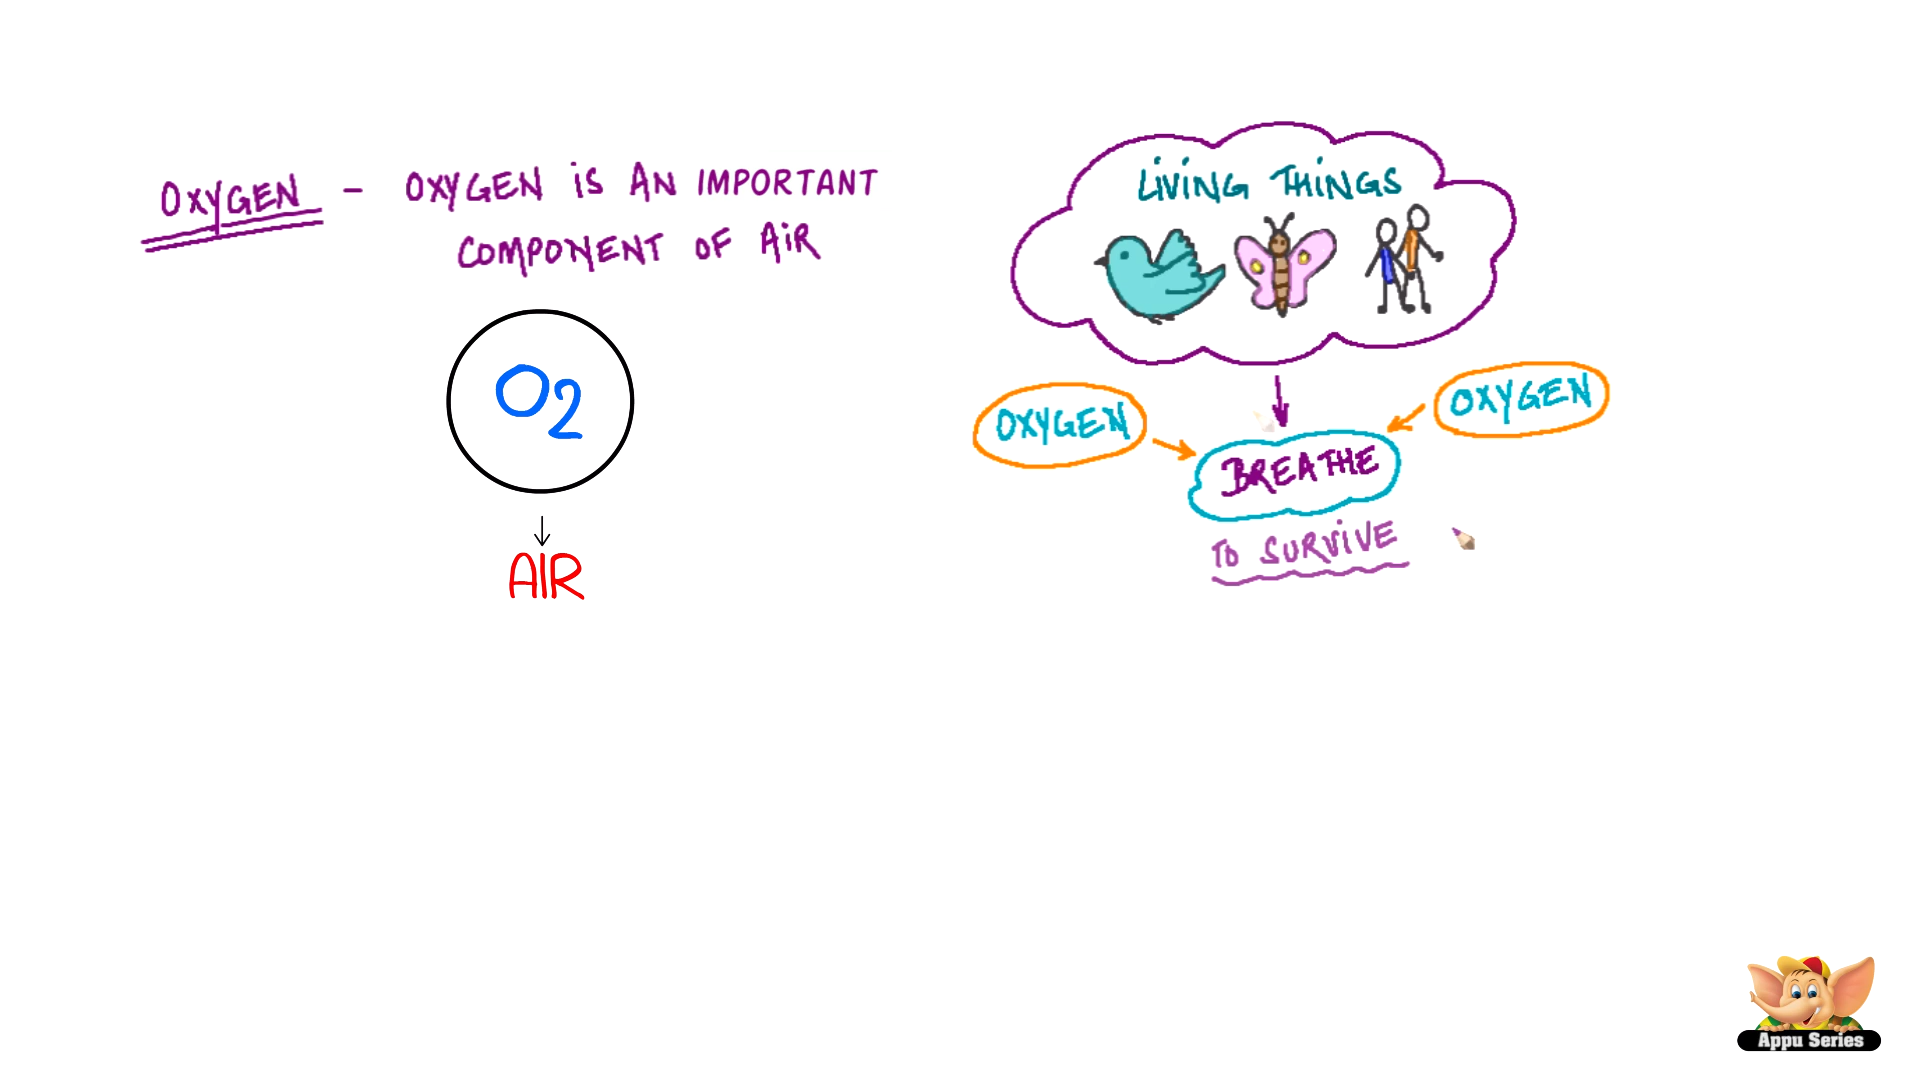 OXYGEN - OXYGEN IS AN IMPORTANT
COMPONENT OF AIR
O2
AIR
LIVING THINGS
OXYGEN
OXYGEN
BREATHE
TO SURVIVE
Appu Series